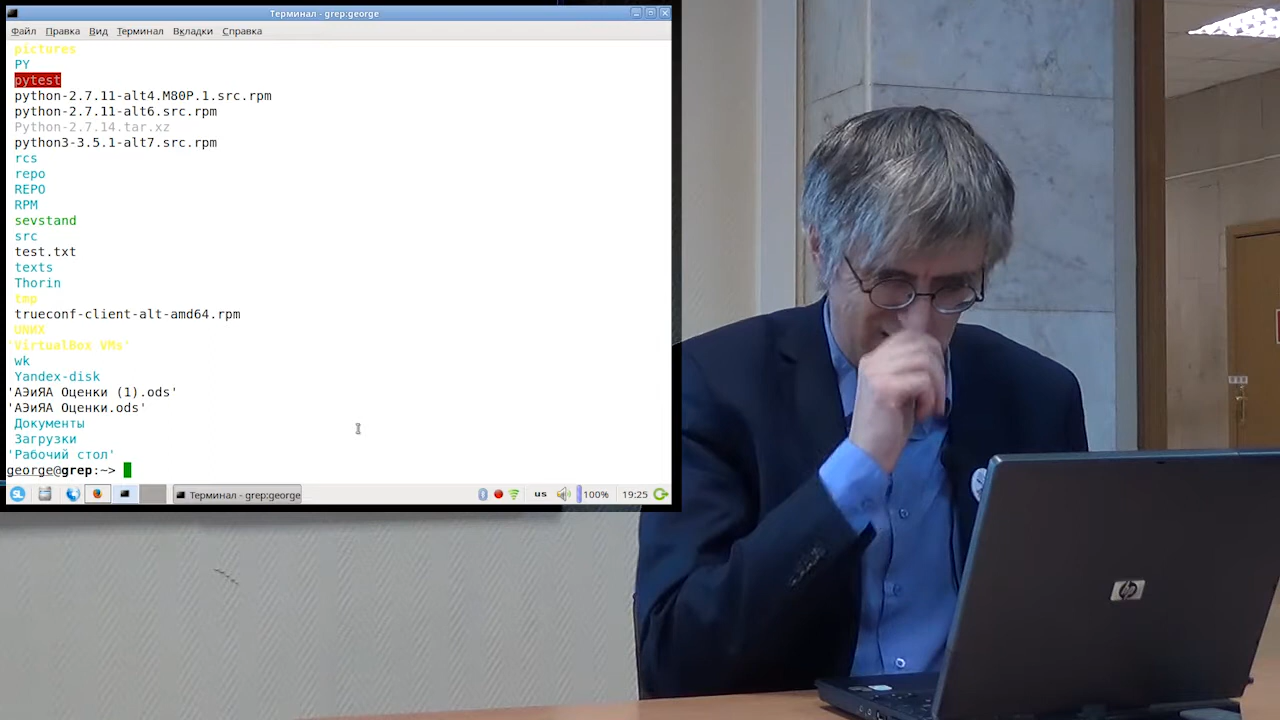 Терминал - grep:george
Файл Правка Вид Терминал Вкладки Справка
pictures
PY
pytest
python-2.7.11-alt4.M80P.1.src.rpm
python-2.7.11-alt6.src.rpm
Python-2.7.14.tar.xz
python3-3.5.1-alt7.src.rpm
rcs
repo
REPO
RPM
sevstand
src
test.txt
texts
Thorin
tmp
trueconf-client-alt-amd64.rpm
UNИX
'VirtualBox VMs'
wk
Yandex-disk
'АЭиЯА Оценки (1).ods'
'АЭиЯА Оценки.ods'
Документы
Загрузки
'Рабочий стол'
george@grep:~>
Терминал - grep:george us 100% 19:25
hp